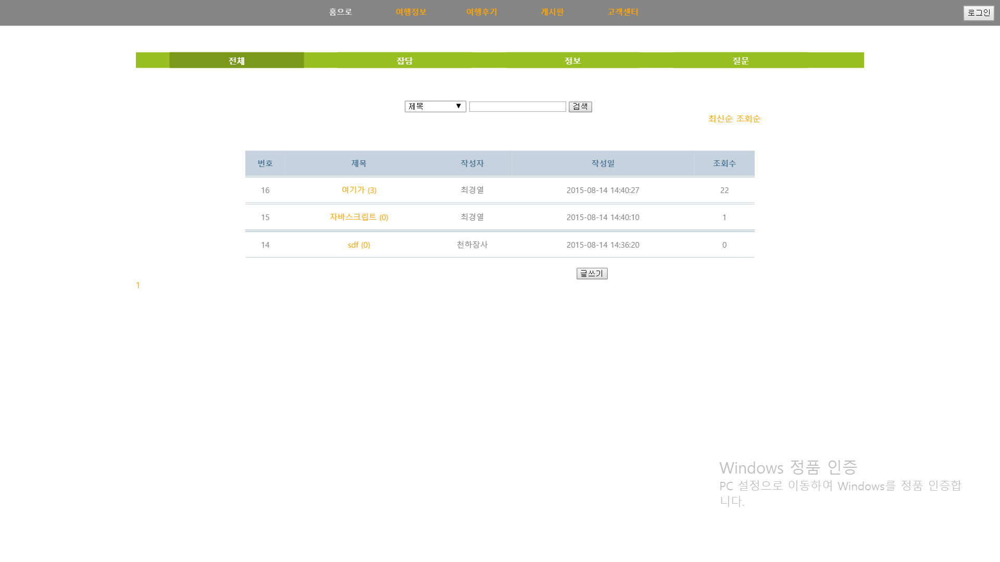 홈으로 여행정보 여행후기 게시판 고객센터 로그인
전체 잡담 정보 질문
제목 ▼ 검색
최신순 조회순
번호 제목 작성자 작성일 조회수
16 여기가 (3) 최경열 2015-08-14 14:40:27 22
15 자바스크립트 (0) 최경열 2015-08-14 14:40:10 1
14 sdf (0) 천하장사 2015-08-14 14:36:20 0
글쓰기
1
Windows 정품 인증
PC 설정으로 이동하여 Windows를 정품 인증합
니다.